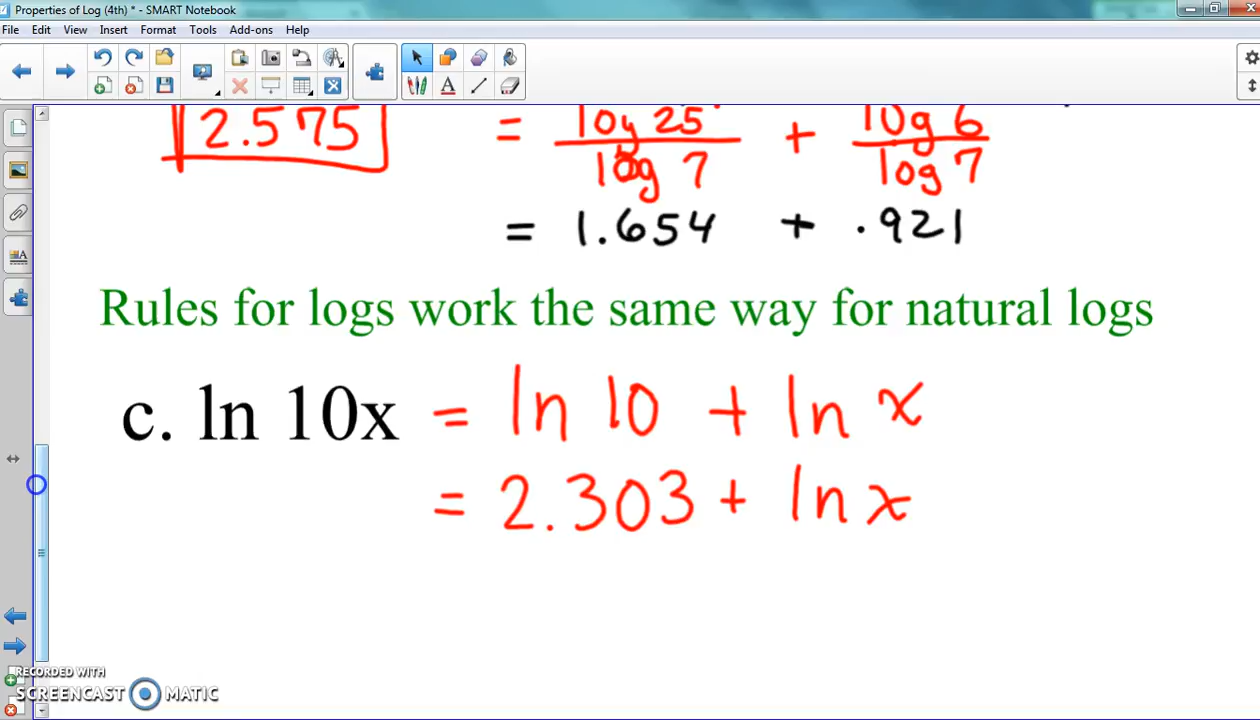 Properties of Log (4th) * - SMART Notebook
File Edit View Insert Format Tools Add-ons Help
2.575 = log 25 / log 7 + log 6 / log 7
= 1.654 + .921
Rules for logs work the same way for natural logs
c. ln 10x = ln 10 + ln x
= 2.303 + ln x
RECORDED WITH
SCREENCAST MATIC